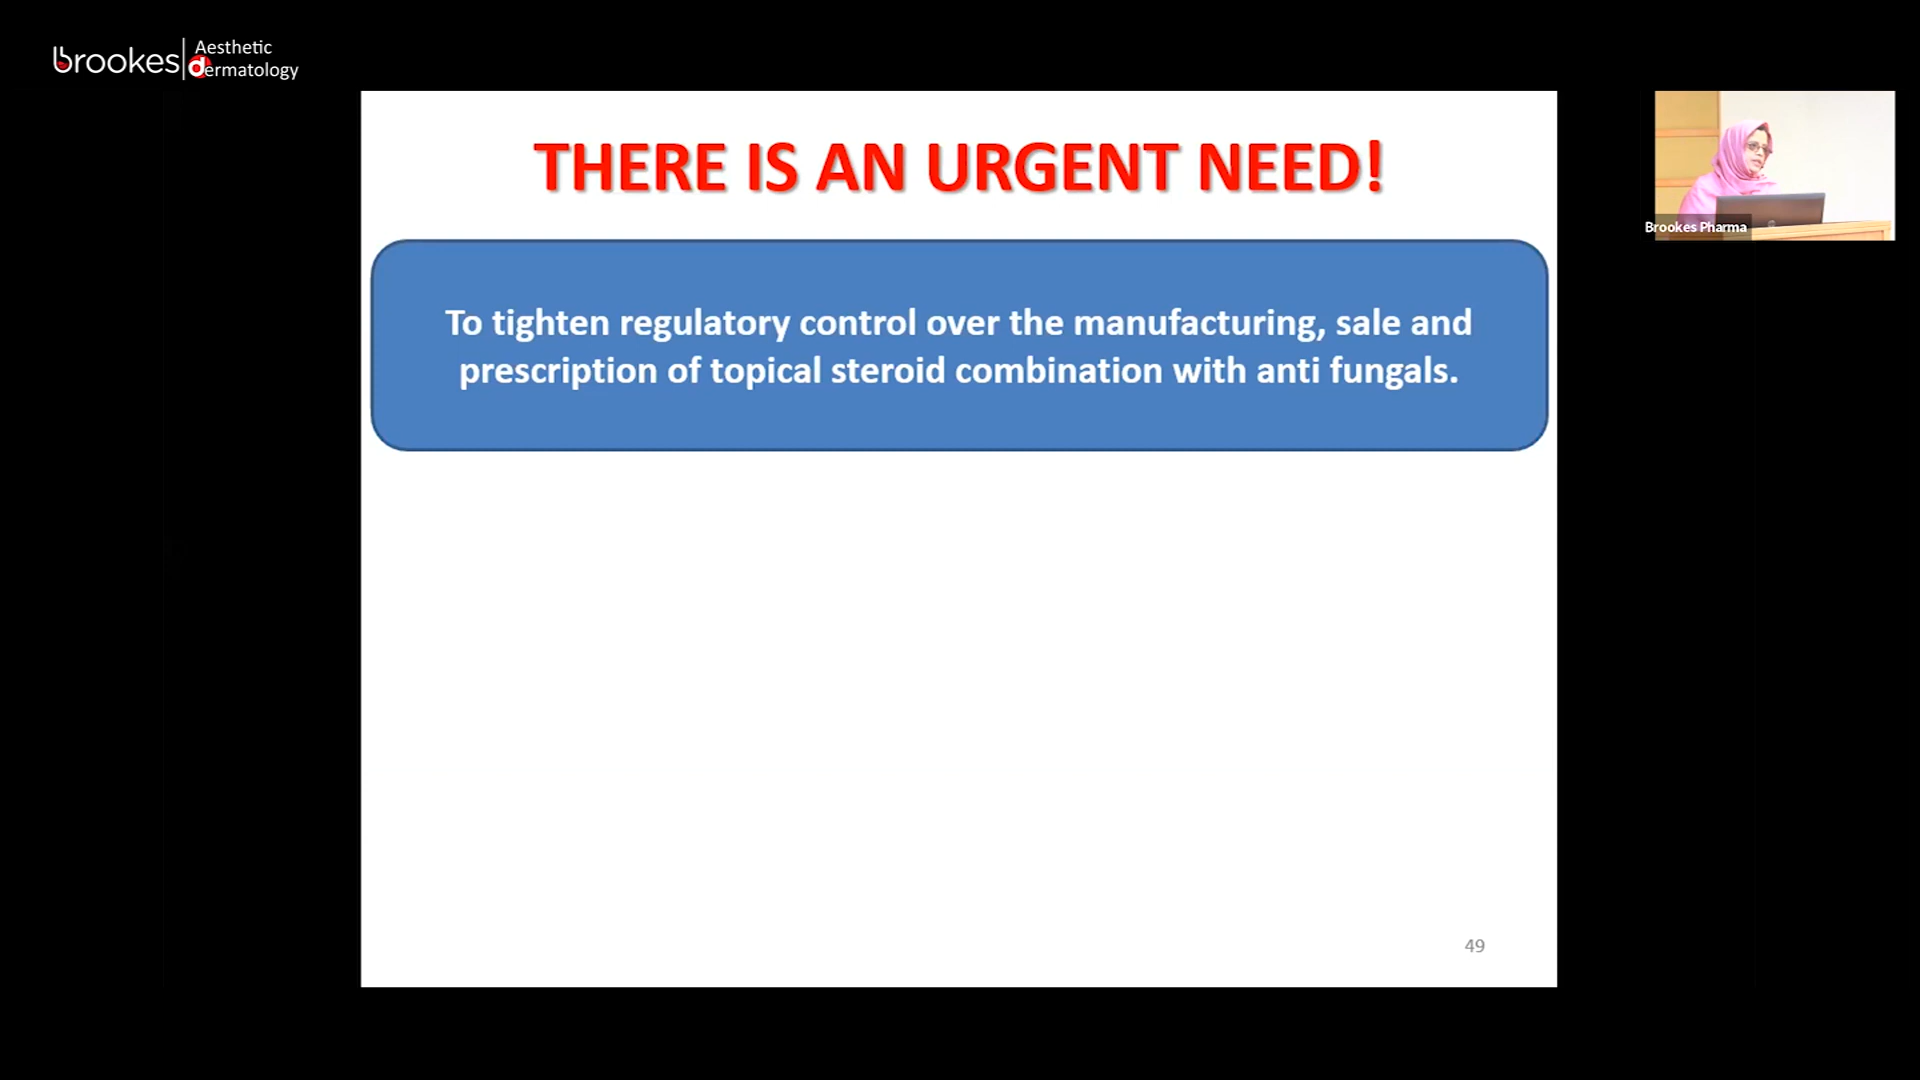 brookes
Aesthetic
dermatology
THERE IS AN URGENT NEED!
Brookes Pharma
To tighten regulatory control over the manufacturing, sale and
prescription of topical steroid combination with anti fungals.
49